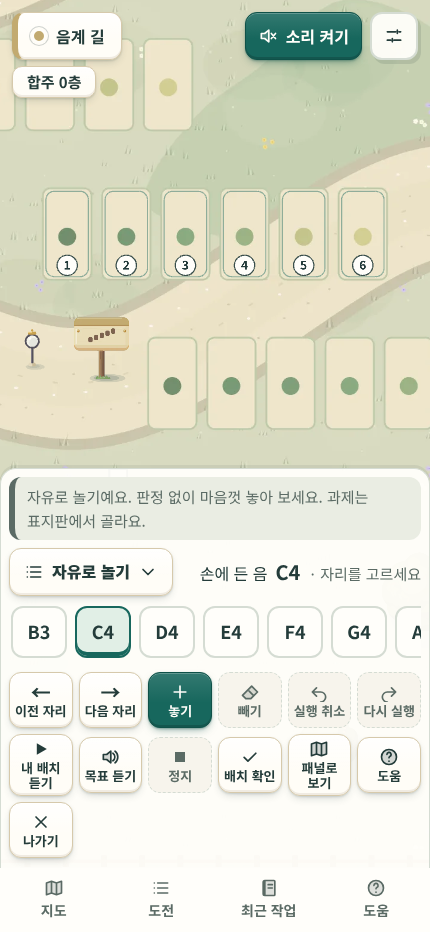 음계 길
소리 켜기
합주 0층
1 2 3 4 5 6
자유로 놀기예요. 판정 없이 마음껏 놓아 보세요. 과제는
표지판에서 골라요.
자유로 놀기
손에 든 음 C4 · 자리를 고르세요
B3 C4 D4 E4 F4 G4 A
이전 자리 다음 자리 놓기 빼기 실행 취소 다시 실행
내 배치
듣기
목표 듣기
정지
배치 확인
패널로
보기
도움
나가기
지도 도전 최근 작업 도움